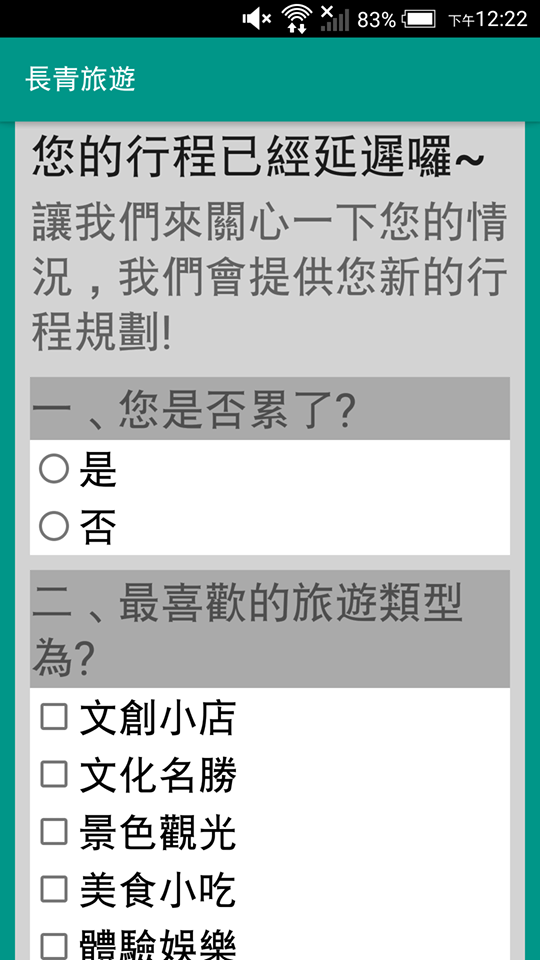 83% 下午12:22
長青旅遊
您的行程已經延遲囉~
讓我們來關心一下您的情
況，我們會提供您新的行
程規劃!
一、您是否累了?
是
否
二、最喜歡的旅遊類型
為?
文創小店
文化名勝
景色觀光
美食小吃
體驗娛樂